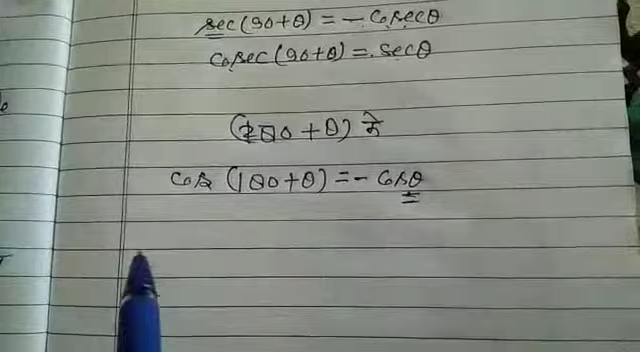 sec(90+θ) = - cosecθ
cosec(90+θ) = secθ
(180+θ) में
cos (180+θ) = - cosθ